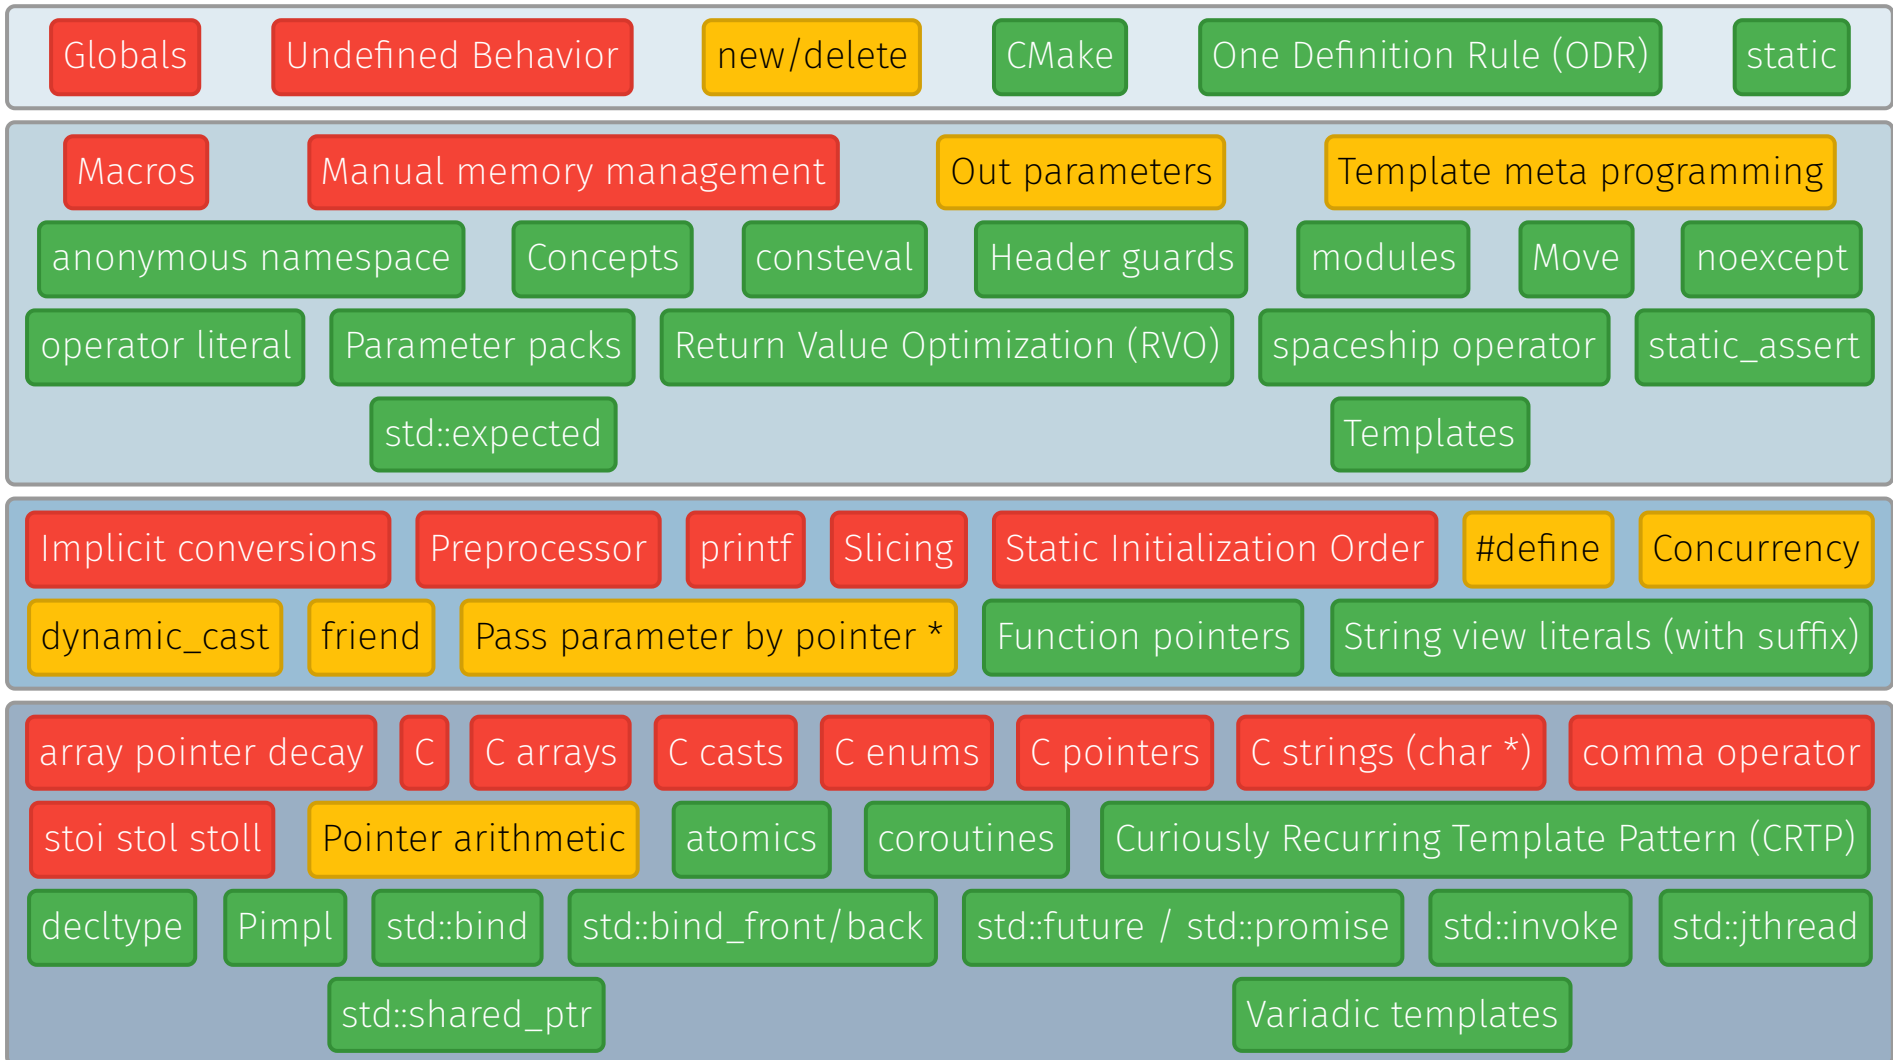 Globals Undefined Behavior new/delete CMake One Definition Rule (ODR) static
Macros Manual memory management Out parameters Template meta programming
anonymous namespace Concepts consteval Header guards modules Move noexcept
operator literal Parameter packs Return Value Optimization (RVO) spaceship operator static_assert
std::expected Templates
Implicit conversions Preprocessor printf Slicing Static Initialization Order #define Concurrency
dynamic_cast friend Pass parameter by pointer * Function pointers String view literals (with suffix)
array pointer decay C C arrays C casts C enums C pointers C strings (char *) comma operator
stoi stol stoll Pointer arithmetic atomics coroutines Curiously Recurring Template Pattern (CRTP)
decltype Pimpl std::bind std::bind_front/back std::future / std::promise std::invoke std::jthread
std::shared_ptr Variadic templates